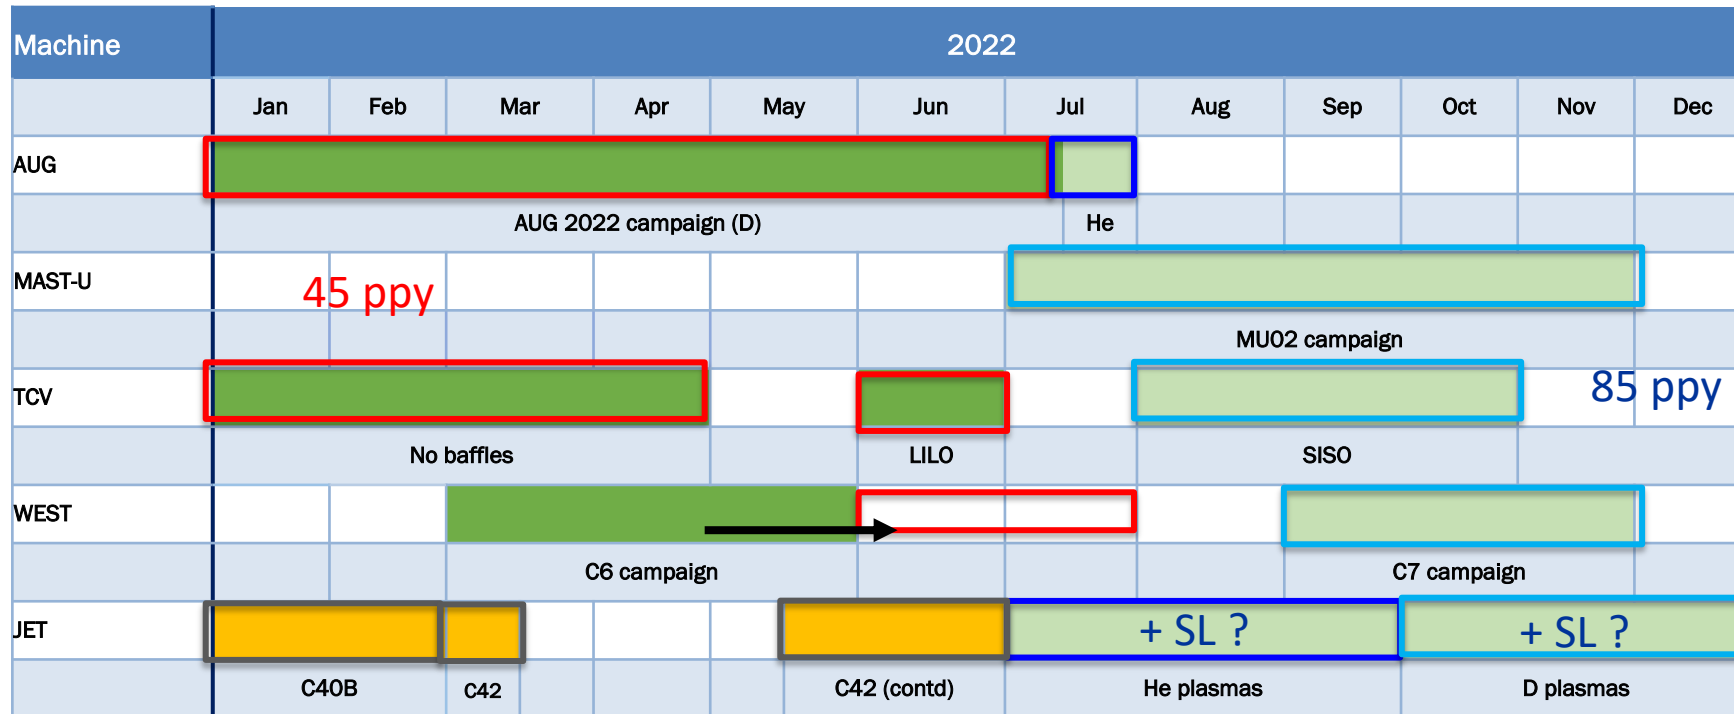 Machine 2022
Jan Feb Mar Apr May Jun Jul Aug Sep Oct Nov Dec
AUG
AUG 2022 campaign (D) He
MAST-U 45 ppy
MU02 campaign
TCV 85 ppy
No baffles LILO SISO
WEST
C6 campaign C7 campaign
JET + SL ? + SL ?
C40B C42 C42 (contd) He plasmas D plasmas